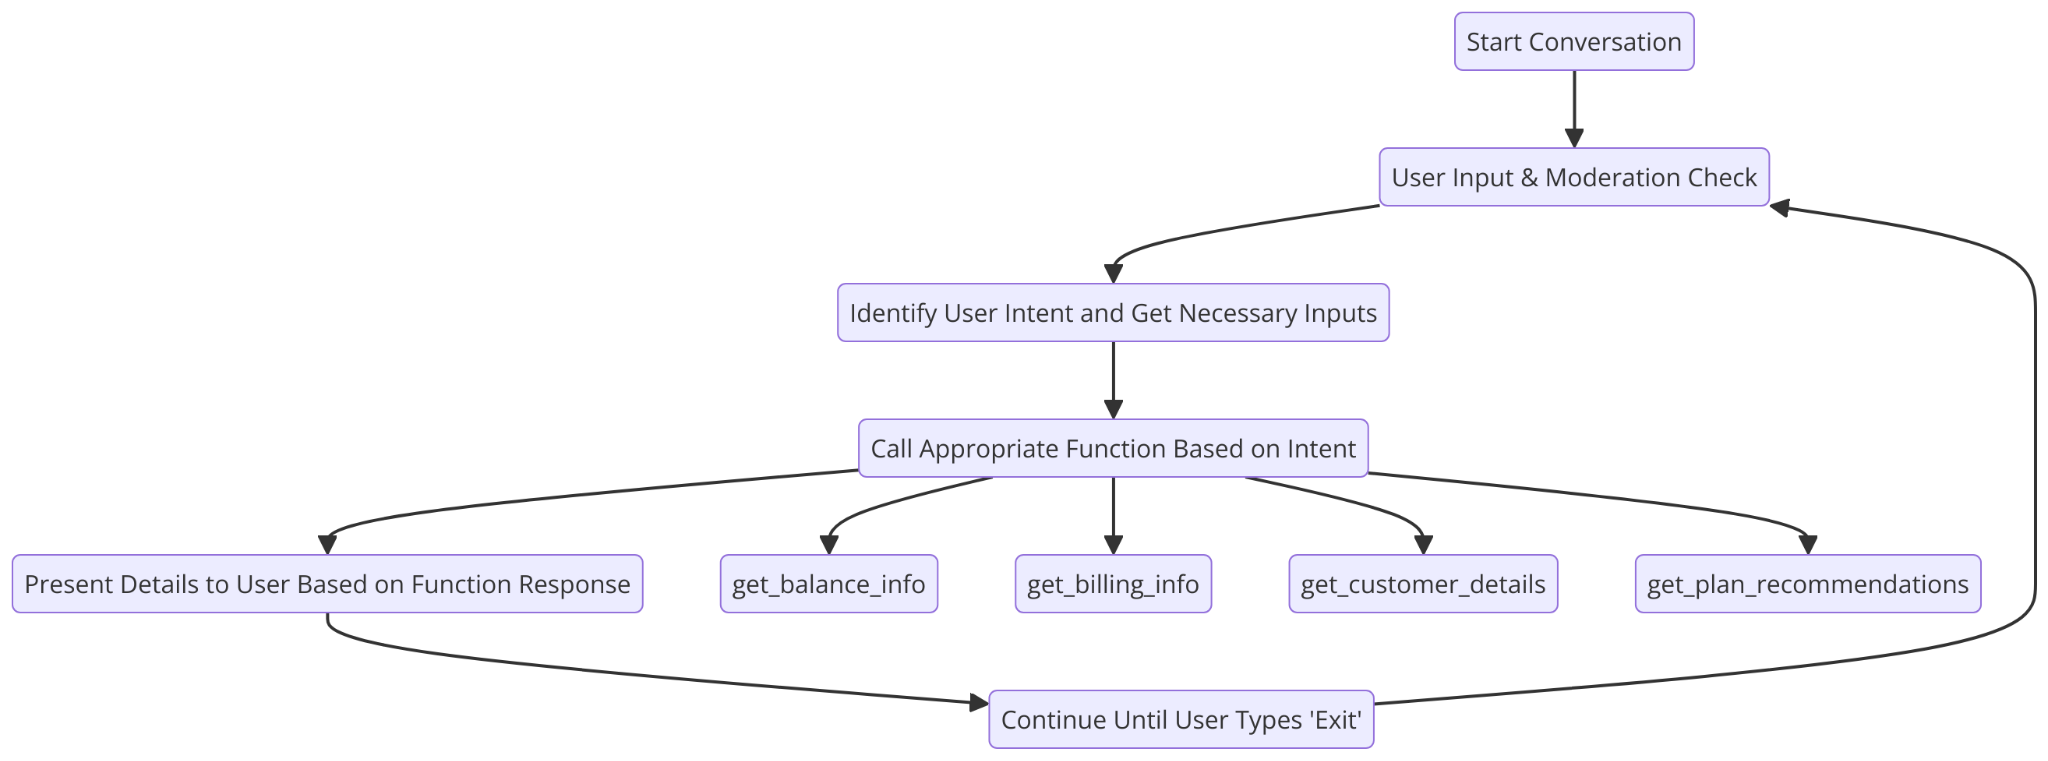 Start Conversation
User Input & Moderation Check
Identify User Intent and Get Necessary Inputs
Call Appropriate Function Based on Intent
Present Details to User Based on Function Response
get_balance_info
get_billing_info
get_customer_details
get_plan_recommendations
Continue Until User Types 'Exit'